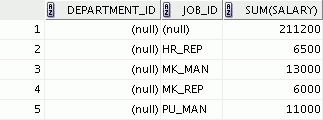 DEPARTMENT_ID JOB_ID SUM(SALARY)
1 (null) (null) 211200
2 (null) HR_REP 6500
3 (null) MK_MAN 13000
4 (null) MK_REP 6000
5 (null) PU_MAN 11000